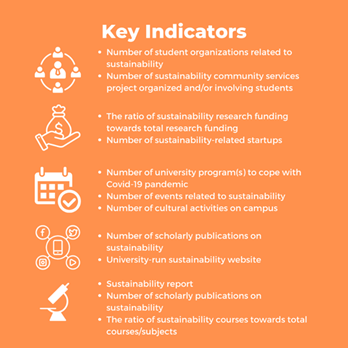 Key Indicators
• Number of student organizations related to
sustainability
• Number of sustainability community services
project organized and/or involving students
• The ratio of sustainability research funding
towards total research funding
• Number of sustainability-related startups
• Number of university program(s) to cope with
Covid-19 pandemic
• Number of events related to sustainability
• Number of cultural activities on campus
• Number of scholarly publications on
sustainability
• University-run sustainability website
• Sustainability report
• Number of scholarly publications on
sustainability
• The ratio of sustainability courses towards total
courses/subjects